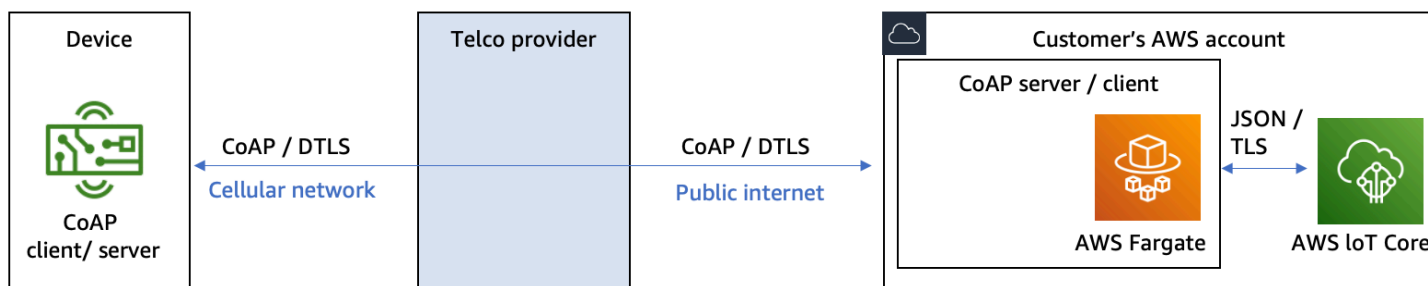 Device
Telco provider
Customer's AWS account
CoAP server / client
CoAP / DTLS
CoAP / DTLS
JSON /
TLS
Cellular network
Public internet
CoAP
client/ server
AWS Fargate
AWS IoT Core